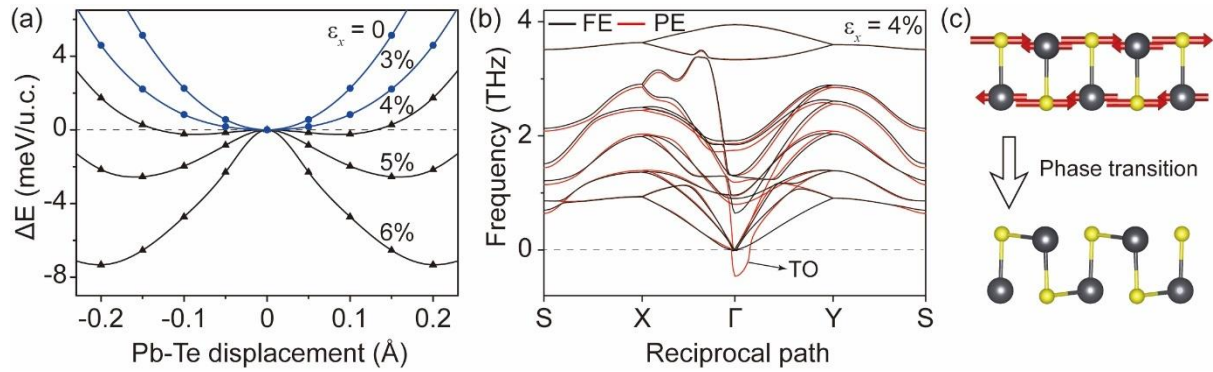 (a)
4
0
-4
-8
ΔE (meV/u.c.)
εx = 0
3%
4%
5%
6%
-0.2
-0.1
0
0.1
0.2
Pb-Te displacement (Å)
(b)
FE
PE
εx = 4%
4
2
0
Frequency (THz)
TO
S
X
Γ
Y
S
Reciprocal path
(c)
Phase transition